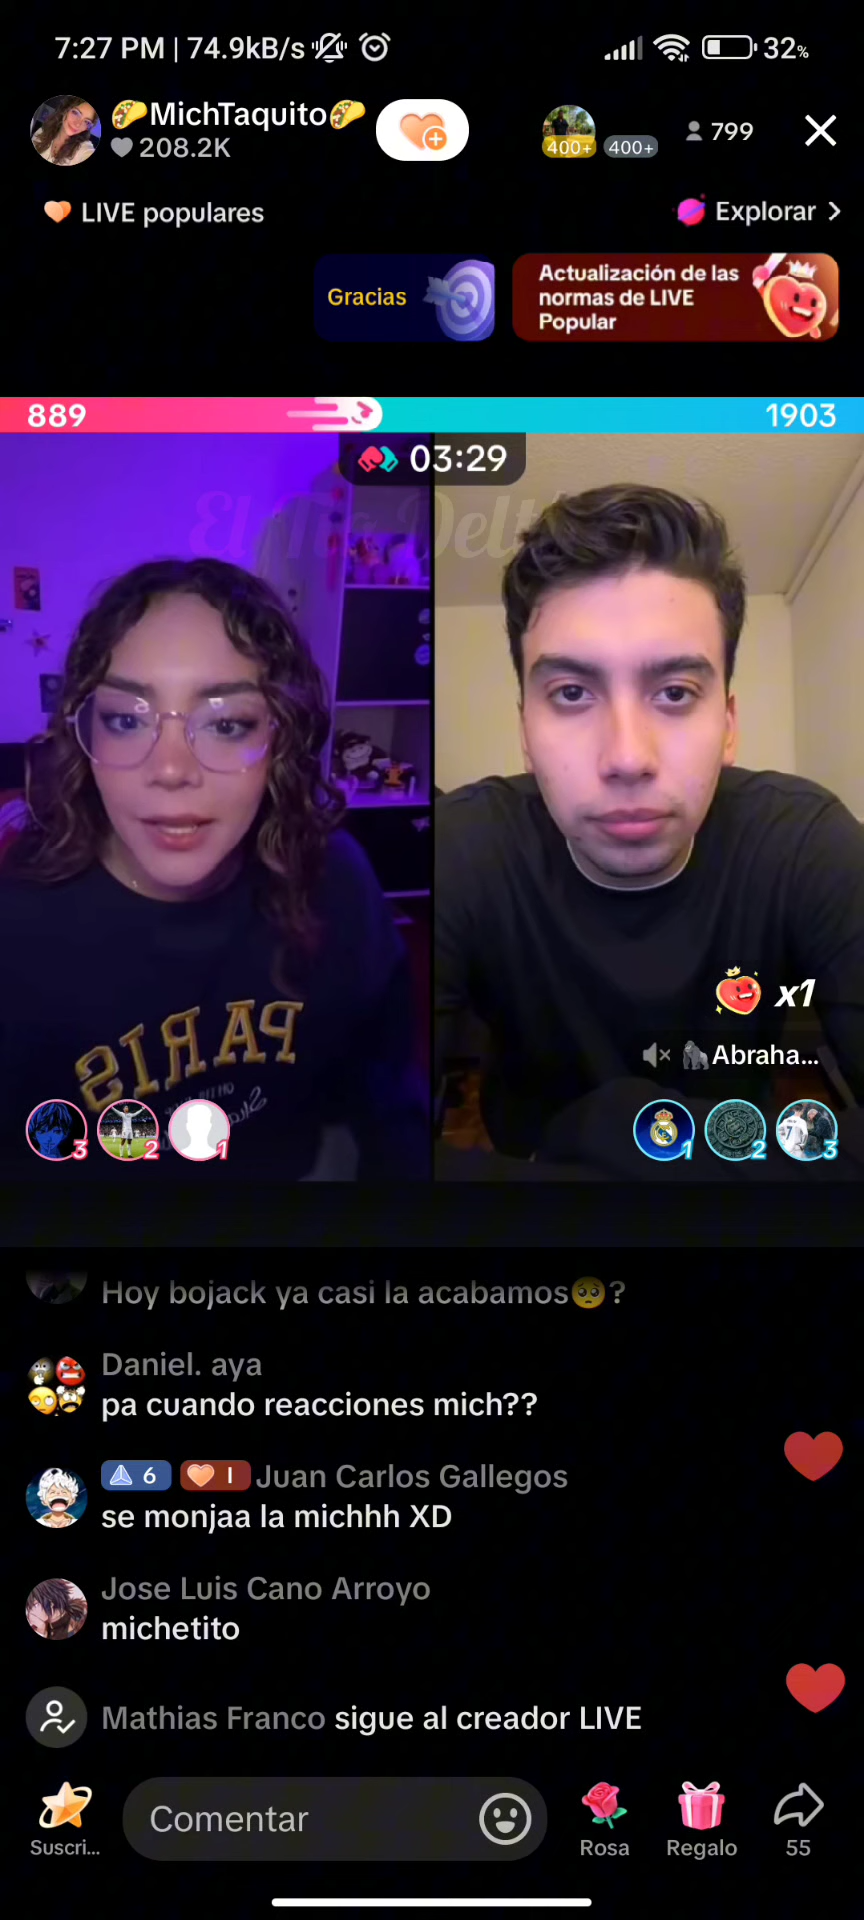 7:27 PM | 74.9kB/s
32%
🌮MichTaquito🌮
208.2K
400+
400+
799
LIVE populares
Explorar
Gracias
Actualización de las
normas de LIVE
Popular
889
1903
03:29
PARIS
x1
🦍Abraha...
3
2
1
1
2
3
Hoy bojack ya casi la acabamos🥺?
Daniel. aya
pa cuando reacciones mich??
6 I Juan Carlos Gallegos
se monjaa la michhh XD
Jose Luis Cano Arroyo
michetito
Mathias Franco sigue al creador LIVE
Suscri...
Comentar
Rosa
Regalo
55